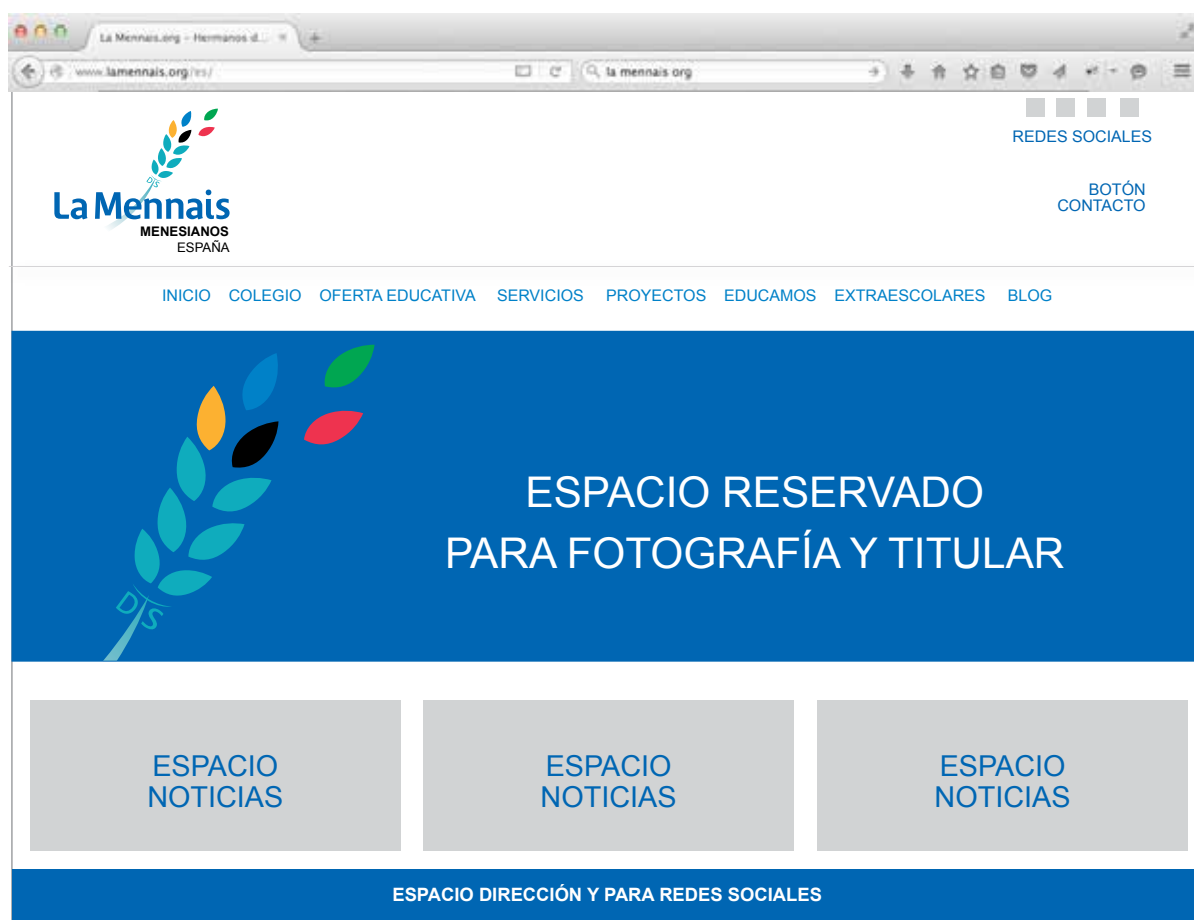 La Mennais.org - Hermanos d...
www.lamennais.org/es/
la mennais org
REDES SOCIALES
BOTÓN
CONTACTO
DJS
La Mennais
MENESIANOS
ESPAÑA
INICIO COLEGIO OFERTA EDUCATIVA SERVICIOS PROYECTOS EDUCAMOS EXTRAESCOLARES BLOG
ESPACIO RESERVADO
PARA FOTOGRAFÍA Y TITULAR
DJS
ESPACIO
NOTICIAS
ESPACIO
NOTICIAS
ESPACIO
NOTICIAS
ESPACIO DIRECCIÓN Y PARA REDES SOCIALES